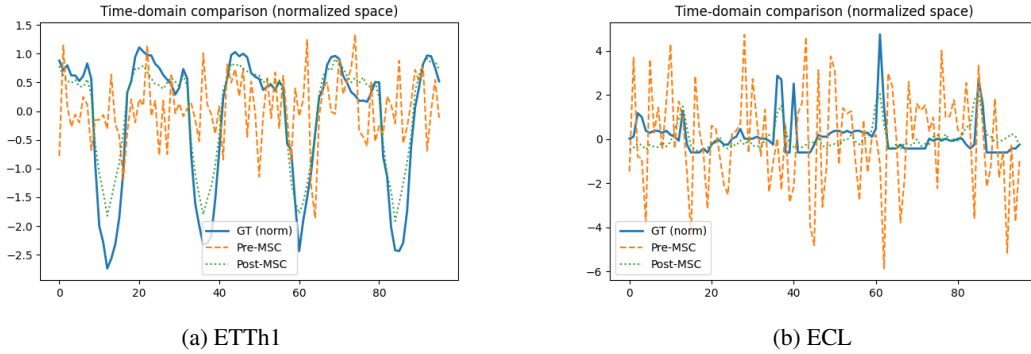 Time-domain comparison (normalized space)
1.5
1.0
0.5
0.0
-0.5
-1.0
-1.5
-2.0
-2.5
GT (norm)
Pre-MSC
Post-MSC
0
20
40
60
80
(a) ETTh1
Time-domain comparison (normalized space)
4
2
0
-2
-4
-6
GT (norm)
Pre-MSC
Post-MSC
0
20
40
60
80
(b) ECL